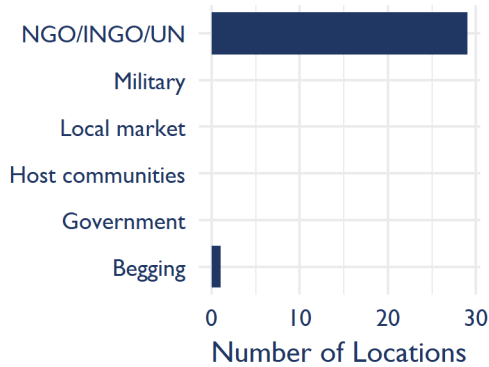 NGO/INGO/UN
Military
Local market
Host communities
Government
Begging
0 10 20 30
Number of Locations